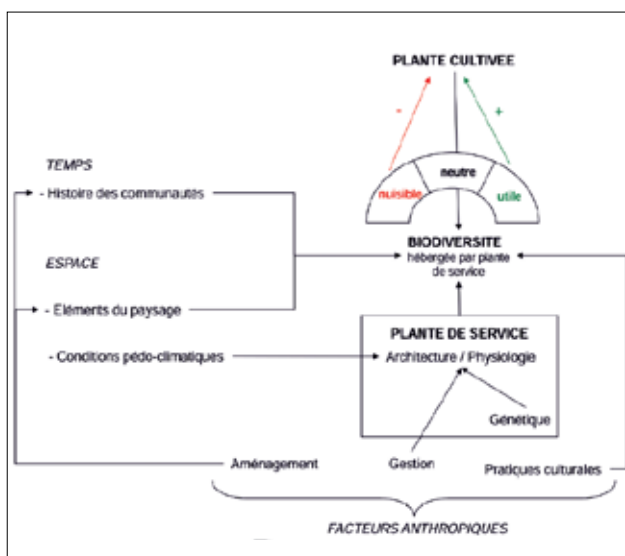 PLANTE CULTIVEE
-
+
TEMPS
- Histoire des communautés
nuisible
neutre
utile
BIODIVERSITE
hébergée par plante
de service
ESPACE
- Eléments du paysage
- Conditions pédo-climatiques
PLANTE DE SERVICE
Architecture / Physiologie
Génétique
Aménagement
Gestion
Pratiques culturales
FACTEURS ANTHROPIQUES